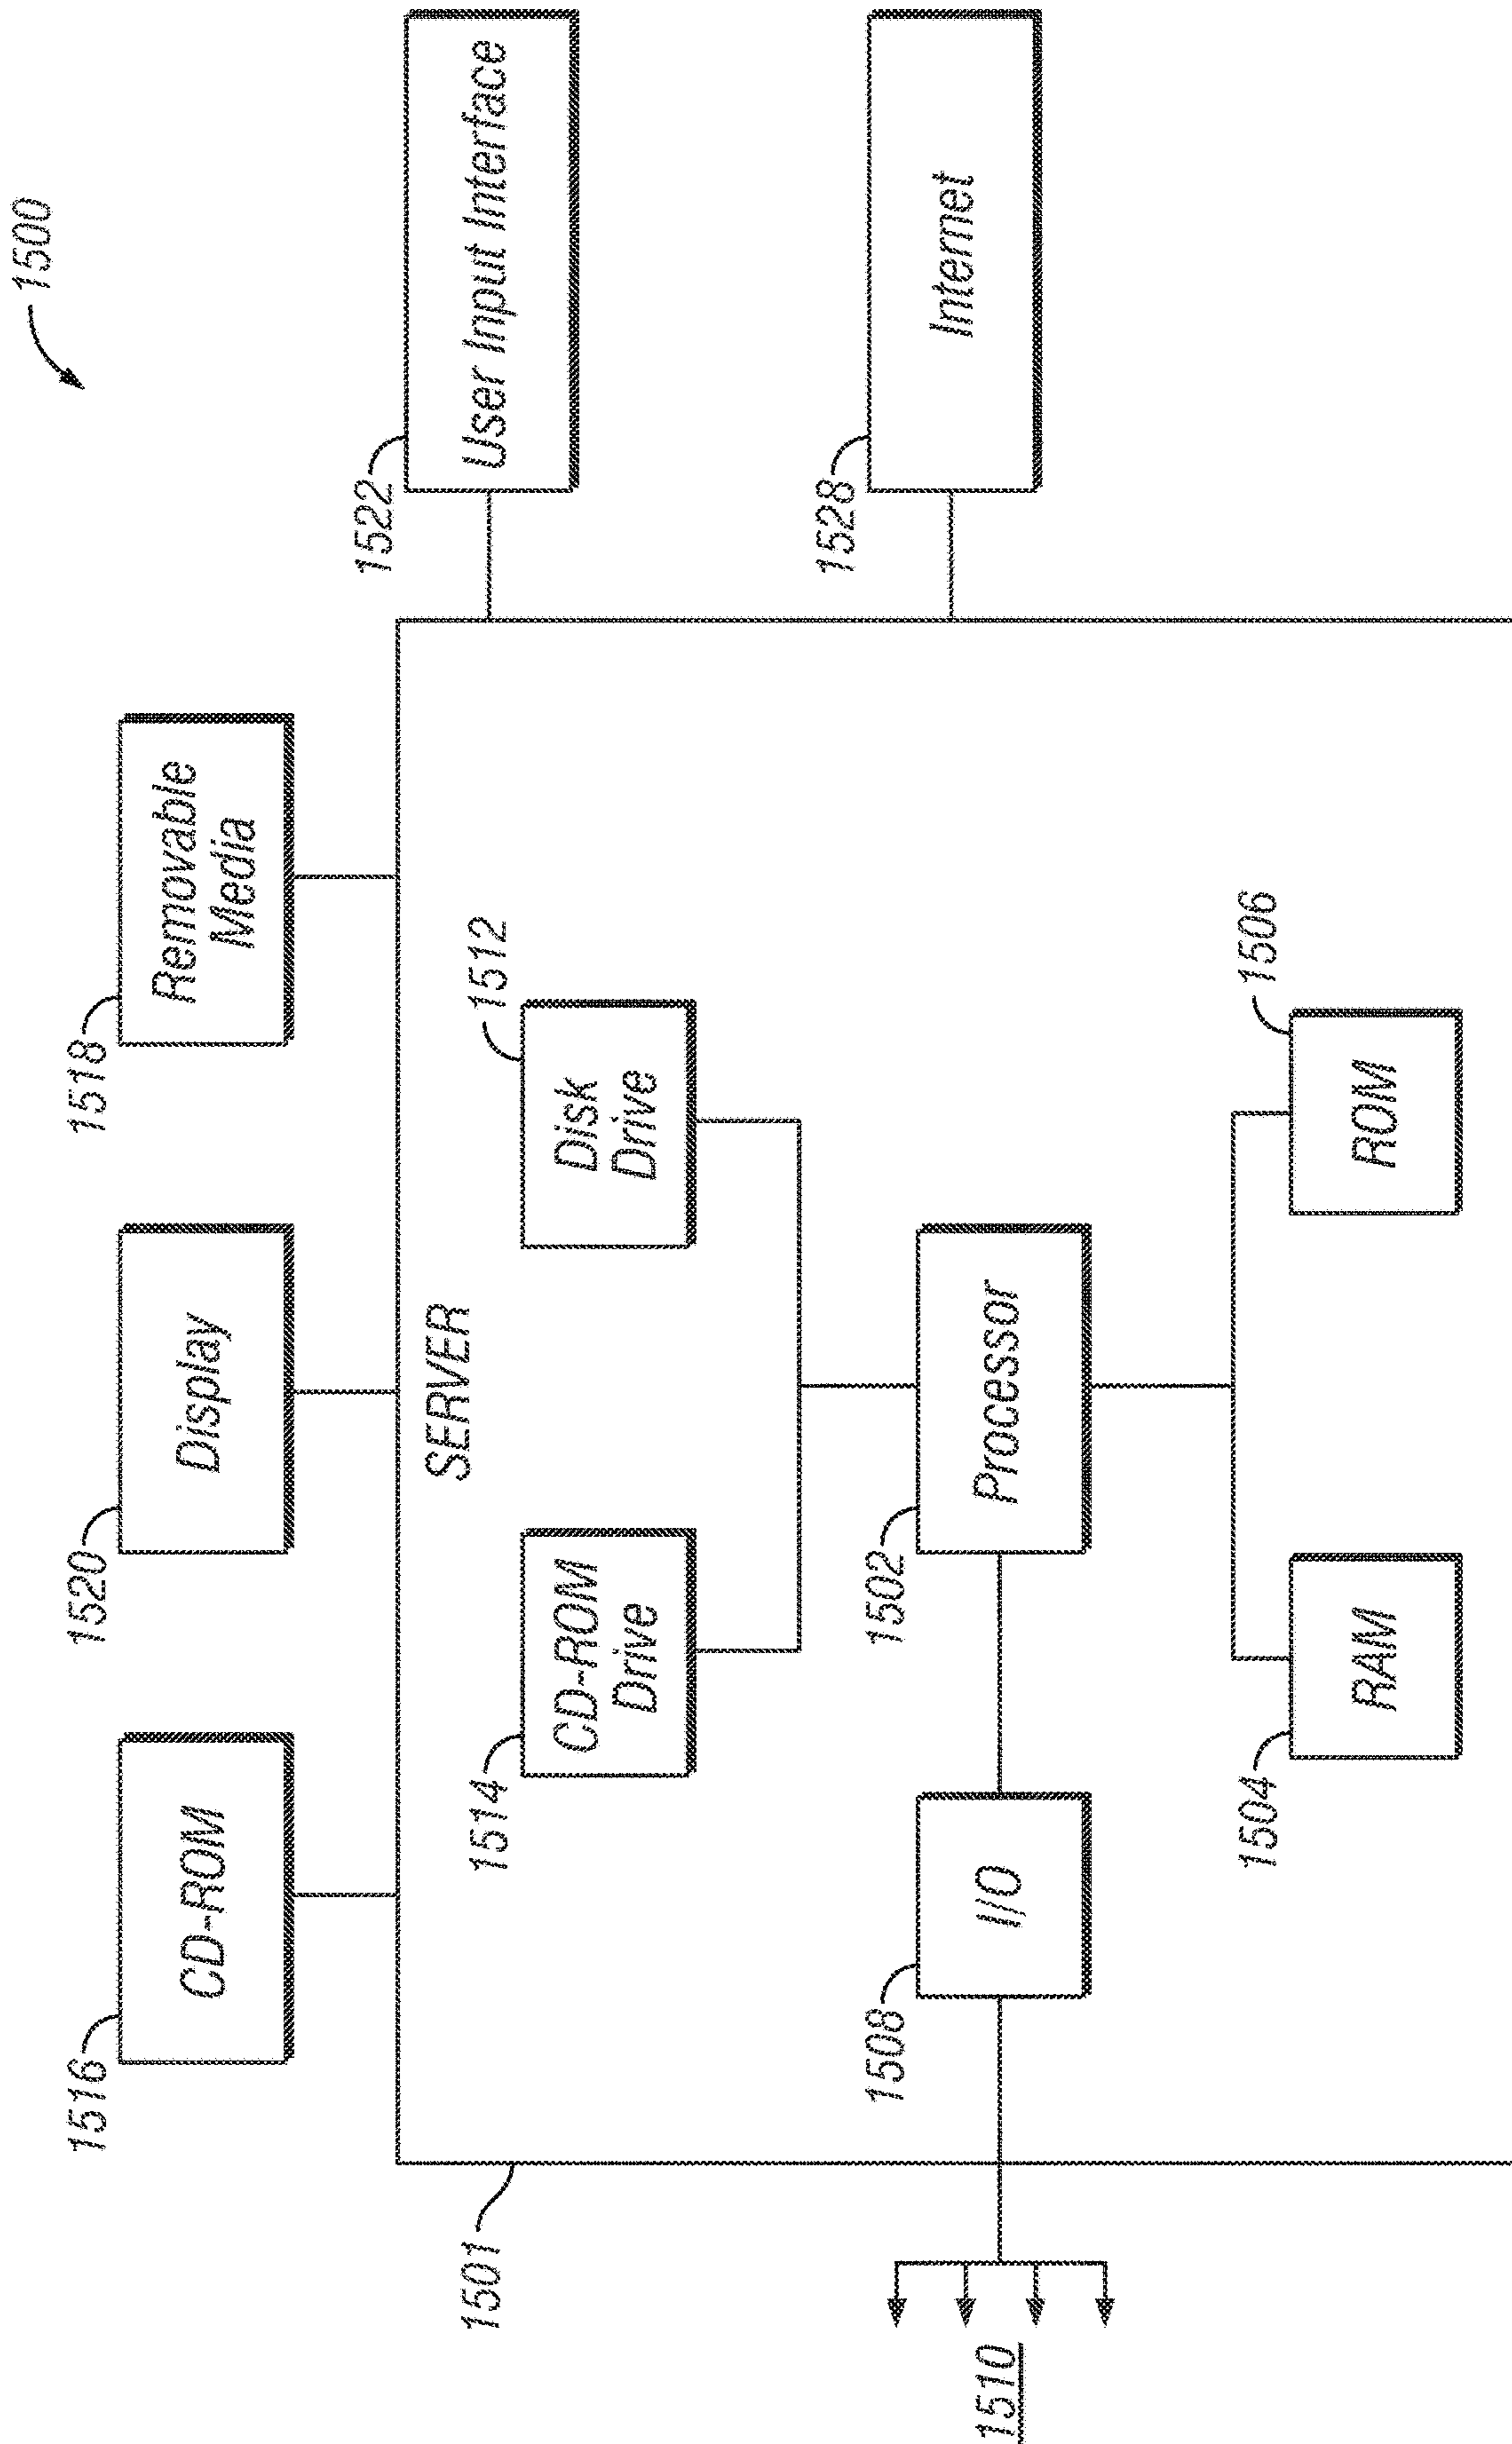 1500
1516
CD-ROM
1520
Display
1518
Removable
Media
1522
User Input Interface
1501
SERVER
1514
CD-ROM
Drive
1512
Disk
Drive
1528
Internet
1508
I/O
1502
Processor
1510
1504
RAM
1506
ROM